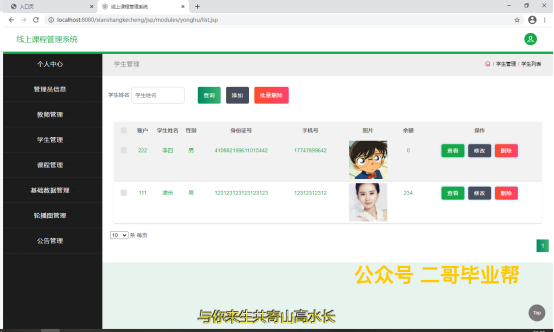 入口页 线上课程管理系统
localhost:8080/xianshangkecheng/jsp/modules/yonghu/list.jsp
线上课程管理系统
个人中心
管理员信息
教师管理
学生管理
课程管理
基础数据管理
轮播图管理
公告管理
学生管理 / 学生管理 / 学生列表
学生姓名 学生姓名 查询 添加 批量删除
账户 学生姓名 性别 身份证号 手机号 照片 余额 操作
222 李四 男 410882199611010442 17747899642 0 查看 修改 删除
111 男 123123123123123123 12312312312 234 查看 修改 删除
10 条 每页
1
公众号 二哥毕业帮
与你来生共寄山高水长
Top